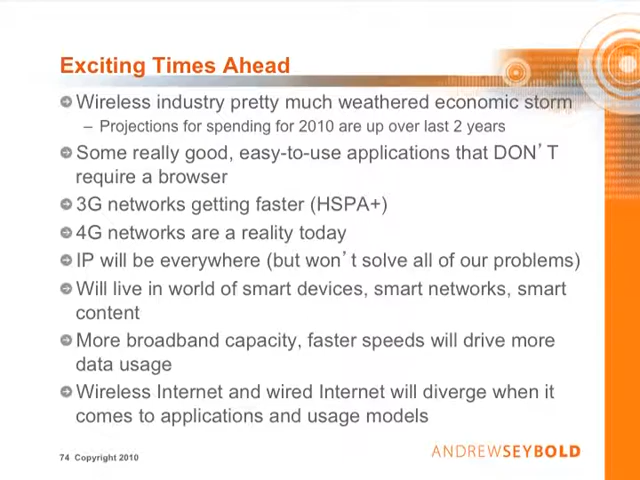 Exciting Times Ahead
Wireless industry pretty much weathered economic storm
– Projections for spending for 2010 are up over last 2 years
Some really good, easy-to-use applications that DON’T
require a browser
3G networks getting faster (HSPA+)
4G networks are a reality today
IP will be everywhere (but won’t solve all of our problems)
Will live in world of smart devices, smart networks, smart
content
More broadband capacity, faster speeds will drive more
data usage
Wireless Internet and wired Internet will diverge when it
comes to applications and usage models
74 Copyright 2010
ANDREWSEYBOLD